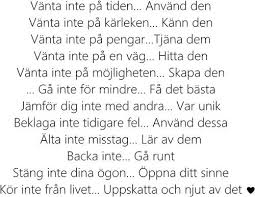 Vänta inte på tiden... Använd den
Vänta inte på kärleken... Känn den
Vänta inte på pengar...Tjäna dem
Vänta inte på en väg... Hitta den
Vänta inte på möjligheten... Skapa den
... Gå inte för mindre... Få det bästa
Jämför dig inte med andra... Var unik
Beklaga inte tidigare fel... Använd dessa
Älta inte misstag... Lär av dem
Backa inte... Gå runt
Stäng inte dina ögon... Öppna ditt sinne
Kör inte från livet... Uppskatta och njut av det ♥